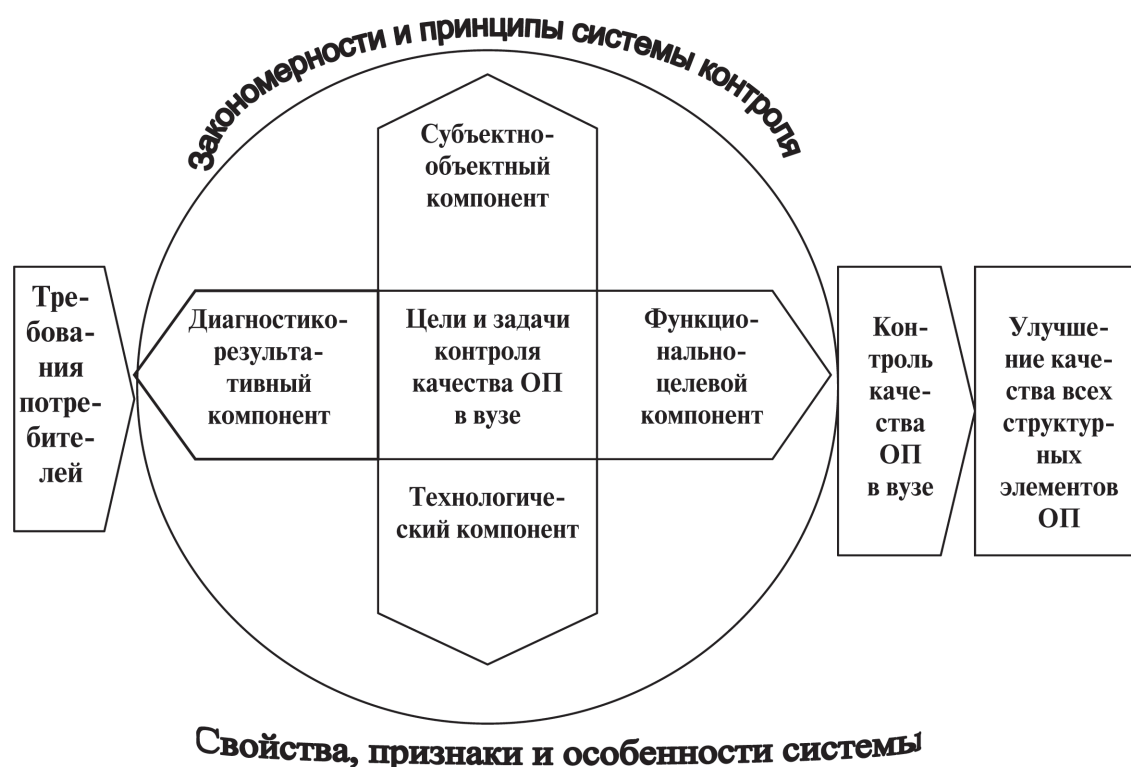 Закономерности и принципы системы контроля
Субъектно-
объектный
компонент
Тре-
бова-
ния
потре-
бите-
лей
Диагностико-
результа-
тивный
компонент
Цели и задачи
контроля
качества ОП
в вузе
Функцио-
нально-
целевой
компонент
Кон-
троль
каче-
ства
ОП
в вузе
Улучше-
ние каче-
ства всех
структур-
ных
элементов
ОП
Технологиче-
ский компонент
Свойства, признаки и особенности системы